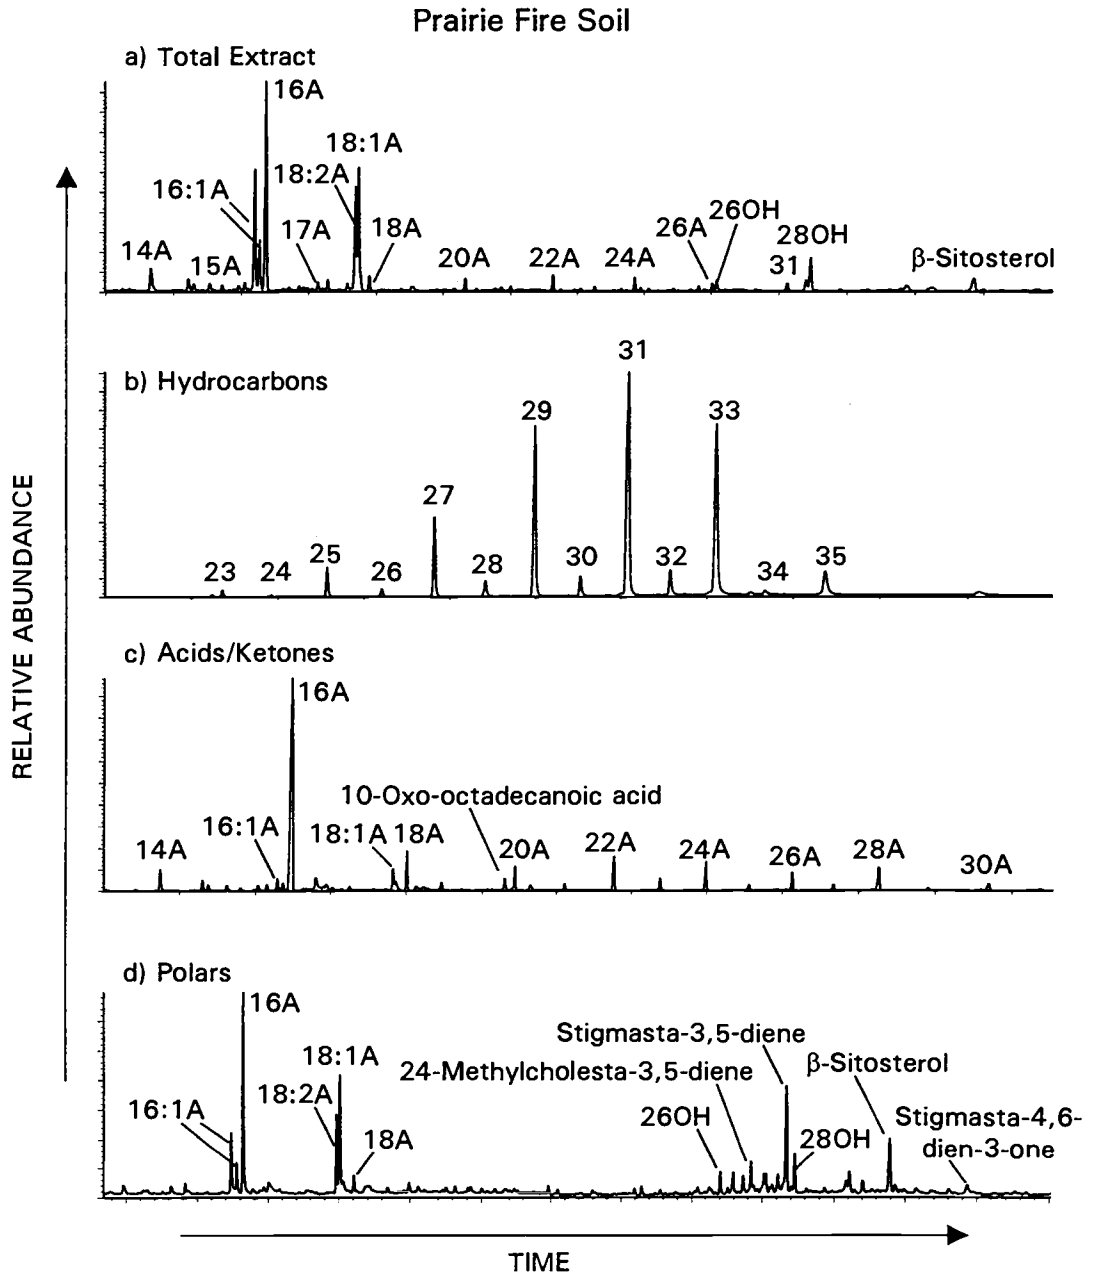 Prairie Fire Soil
a) Total Extract
16A
18:1A
18:2A
16:1A
17A
18A
26A
26OH
28OH
14A
15A
20A
22A
24A
31
β-Sitosterol
b) Hydrocarbons
31
29
33
27
23
24
25
26
28
30
32
34
35
c) Acids/Ketones
16A
10-Oxo-octadecanoic acid
14A
16:1A
18:1A
18A
20A
22A
24A
26A
28A
30A
d) Polars
16A
Stigmasta-3,5-diene
18:1A
24-Methylcholesta-3,5-diene
β-Sitosterol
18:2A
16:1A
18A
26OH
28OH
Stigmasta-4,6-
dien-3-one
RELATIVE ABUNDANCE
TIME